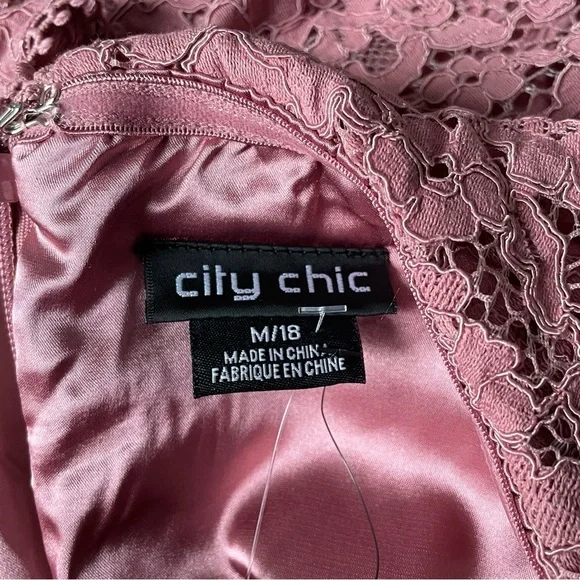 city chic
M/18
MADE IN CHINA
FABRIQUE EN CHINE